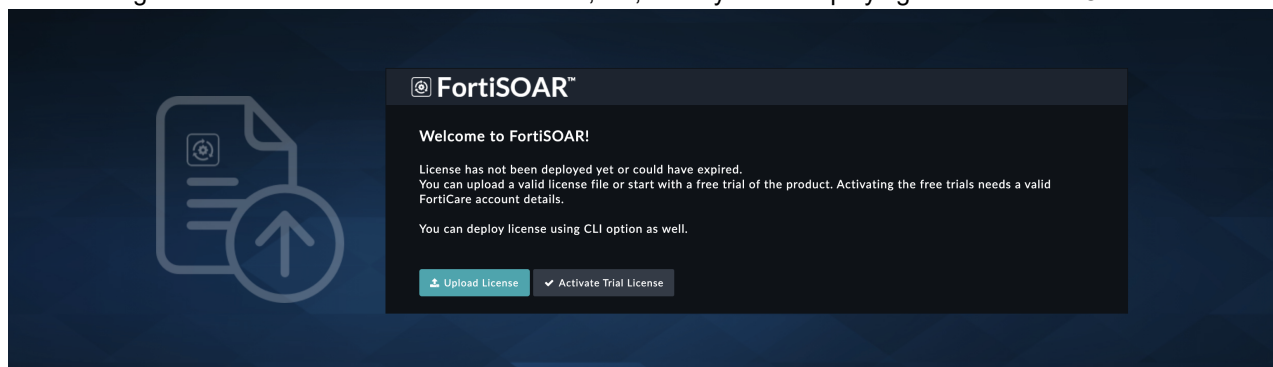 FortiSOAR™
Welcome to FortiSOAR!
License has not been deployed yet or could have expired.
You can upload a valid license file or start with a free trial of the product. Activating the free trials needs a valid
FortiCare account details.
You can deploy license using CLI option as well.
Upload License
Activate Trial License